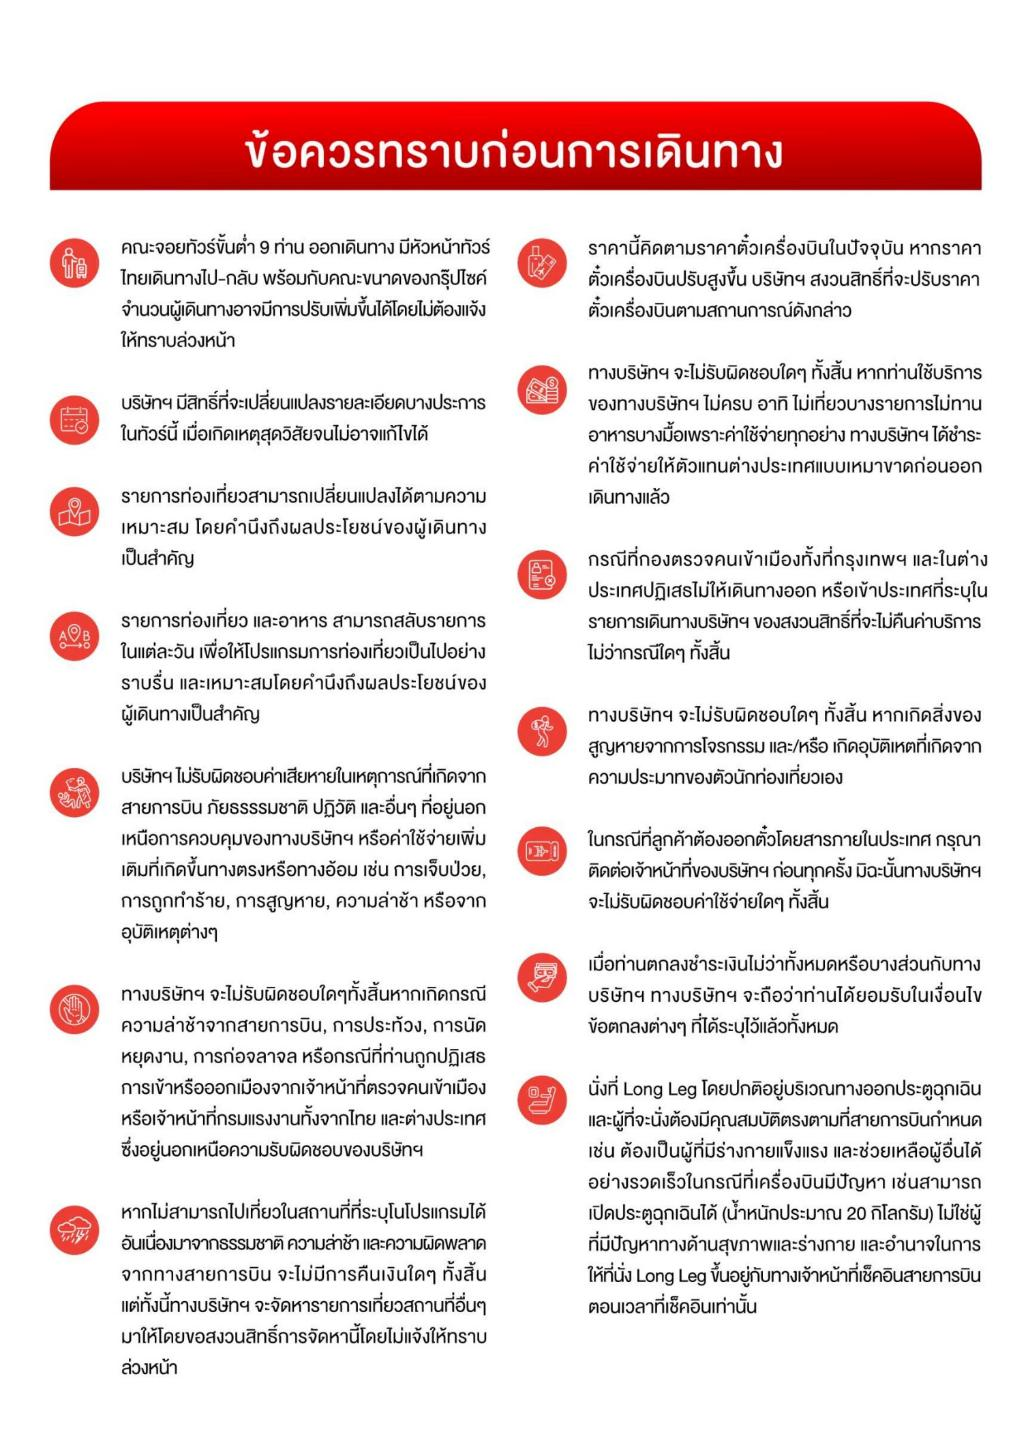 ข้อควรทราบก่อนการเดินทาง
คณะจอยทัวร์ขั้นต่ำ 9 ท่าน ออกเดินทาง มีหัวหน้าทัวร์
ไทยเดินทางไป-กลับ พร้อมกับคณะขนาดของกรุ๊ปไซค์
จำนวนผู้เดินทางอาจมีการปรับเพิ่มขึ้นได้โดยไม่ต้องแจ้ง
ให้ทราบล่วงหน้า
บริษัทฯ มีสิทธิ์ที่จะเปลี่ยนแปลงรายละเอียดบางประการ
ในทัวร์นี้ เมื่อเกิดเหตุสุดวิสัยจนไม่อาจแก้ไขได้
รายการท่องเที่ยวสามารถเปลี่ยนแปลงได้ตามความ
เหมาะสม โดยคำนึงถึงผลประโยชน์ของผู้เดินทาง
เป็นสำคัญ
รายการท่องเที่ยว และอาหาร สามารถสลับรายการ
ในแต่ละวัน เพื่อให้โปรแกรมการท่องเที่ยวเป็นไปอย่าง
ราบรื่น และเหมาะสมโดยคำนึงถึงผลประโยชน์ของ
ผู้เดินทางเป็นสำคัญ
บริษัทฯ ไม่รับผิดชอบค่าเสียหายในเหตุการณ์ที่เกิดจาก
สายการบิน ภัยธรรรมชาติ ปฏิวัติ และอื่นๆ ที่อยู่นอก
เหนือการควบคุมของทางบริษัทฯ หรือค่าใช้จ่ายเพิ่ม
เติมที่เกิดขึ้นทางตรงหรือทางอ้อม เช่น การเจ็บป่วย,
การถูกทำร้าย, การสูญหาย, ความล่าช้า หรือจาก
อุบัติเหตุต่างๆ
ทางบริษัทฯ จะไม่รับผิดชอบใดๆทั้งสิ้นหากเกิดกรณี
ความล่าช้าจากสายการบิน, การประท้วง, การนัด
หยุดงาน, การก่อจลาจล หรือกรณีที่ท่านถูกปฏิเสธ
การเข้าหรือออกเมืองจากเจ้าหน้าที่ตรวจคนเข้าเมือง
หรือเจ้าหน้าที่กรมแรงงานทั้งจากไทย และต่างประเทศ
ซึ่งอยู่นอกเหนือความรับผิดชอบของบริษัทฯ
หากไม่สามารถไปเที่ยวในสถานที่ที่ระบุโนโปรแกรมได้
อันเนื่องมาจากธรรมชาติ ความล่าช้า และความผิดพลาด
จากทางสายการบิน จะไม่มีการคืนเงินใดๆ ทั้งสิ้น
แต่ทั้งนี้ทางบริษัทฯ จะจัดหารายการเที่ยวสถานที่อื่นๆ
มาให้โดยขอสงวนสิทธิ์การจัดหานี้โดยไม่แจ้งให้ทราบ
ล่วงหน้า
ราคานี้คิดตามราคาตั๋วเครื่องบินในปัจจุบัน หากราคา
ตั๋วเครื่องบินปรับสูงขึ้น บริษัทฯ สงวนสิทธิ์ที่จะปรับราคา
ตั๋วเครื่องบินตามสถานการณ์ดังกล่าว
ทางบริษัทฯ จะไม่รับผิดชอบใดๆ ทั้งสิ้น หากท่านใช้บริการ
ของทางบริษัทฯ ไม่ครบ อาทิ ไม่เที่ยวบางรายการไม่ทาน
อาหารบางมื้อเพราะค่าใช้จ่ายทุกอย่าง ทางบริษัทฯ ได้ชำระ
ค่าใช้จ่ายให้ตัวแทนต่างประเทศแบบเหมาขาดก่อนออก
เดินทางแล้ว
กรณีที่กองตรวจคนเข้าเมืองทั้งที่กรุงเทพฯ และในต่าง
ประเทศปฏิเสธไม่ให้เดินทางออก หรือเข้าประเทศที่ระบุใน
รายการเดินทางบริษัทฯ ของสงวนสิทธิ์ที่จะไม่คืนค่าบริการ
ไม่ว่ากรณีใดๆ ทั้งสิ้น
ทางบริษัทฯ จะไม่รับผิดชอบใดๆ ทั้งสิ้น หากเกิดสิ่งของ
สูญหายจากการโจรกรรม และ/หรือ เกิดอุบัติเหตที่เกิดจาก
ความประมาทของตัวนักท่องเที่ยวเอง
ในกรณีที่ลูกค้าต้องออกตั๋วโดยสารภายในประเทศ กรุณา
ติดต่อเจ้าหน้าที่ของบริษัทฯ ก่อนทุกครั้ง มิฉะนั้นทางบริษัทฯ
จะไม่รับผิดชอบค่าใช้จ่ายใดๆ ทั้งสิ้น
เมื่อท่านตกลงชำระเงินไม่ว่าทั้งหมดหรือบางส่วนกับทาง
บริษัทฯ ทางบริษัทฯ จะถือว่าท่านได้ยอมรับในเงื่อนไข
ข้อตกลงต่างๆ ที่ได้ระบุไว้แล้วทั้งหมด
นั่งที่ Long Leg โดยปกติอยู่บริเวณทางออกประตูฉุกเฉิน
และผู้ที่จะนั่งต้องมีคุณสมบัติตรงตามที่สายการบินกำหนด
เช่น ต้องเป็นผู้ที่มีร่างกายแข็งแรง และช่วยเหลือผู้อื่นได้
อย่างรวดเร็วในกรณีที่เครื่องบินมีปัญหา เช่นสามารถ
เปิดประตูฉุกเฉินได้ (น้ำหนักประมาณ 20 กิโลกรัม) ไม่ใช่ผู้
ที่มีปัญหาทางด้านสุขภาพและร่างกาย และอำนาจในการ
ให้ที่นั่ง Long Leg ขึ้นอยู่กับทางเจ้าหน้าที่เช็คอินสายการบิน
ตอนเวลาที่เช็คอินเท่านั้น